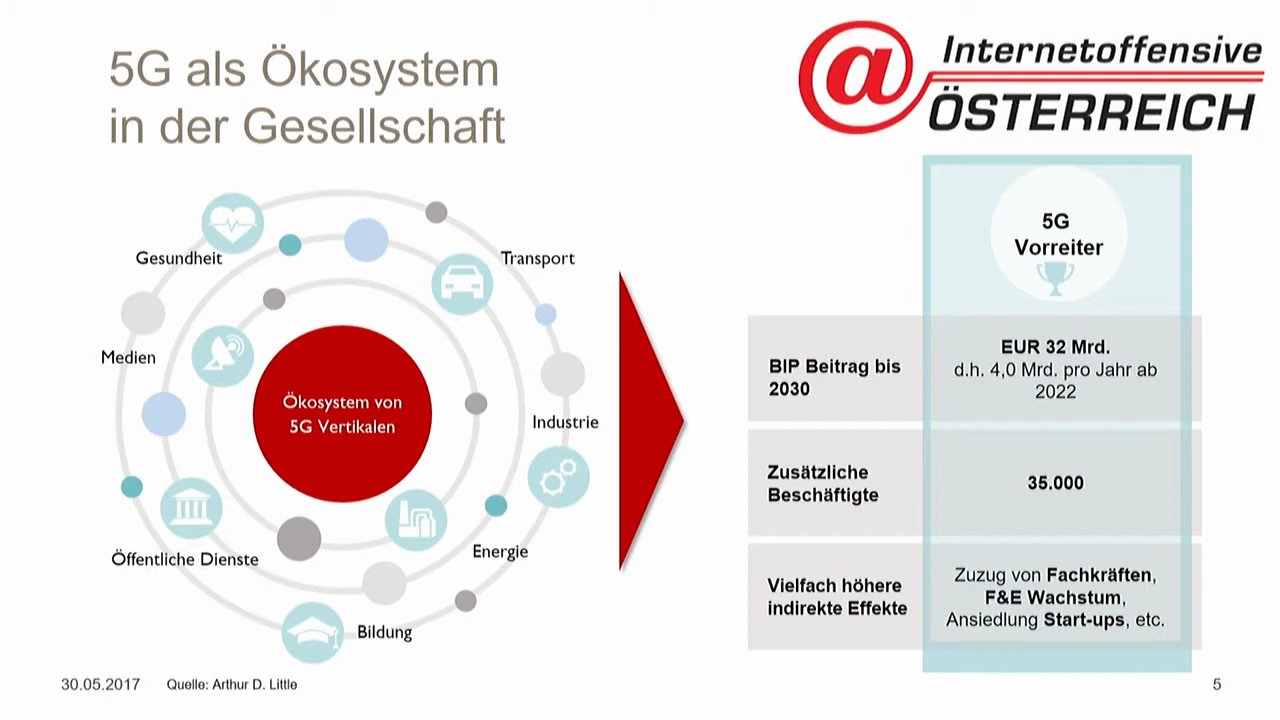 5G als Ökosystem
in der Gesellschaft
@ Internetoffensive
ÖSTERREICH
Gesundheit
Transport
Medien
Ökosystem von
5G Vertikalen
Industrie
Öffentliche Dienste
Energie
Bildung
5G
Vorreiter
BIP Beitrag bis
2030
EUR 32 Mrd.
d.h. 4,0 Mrd. pro Jahr ab
2022
Zusätzliche
Beschäftigte
35.000
Vielfach höhere
indirekte Effekte
Zuzug von Fachkräften,
F&E Wachstum,
Ansiedlung Start-ups, etc.
30.05.2017
Quelle: Arthur D. Little
5